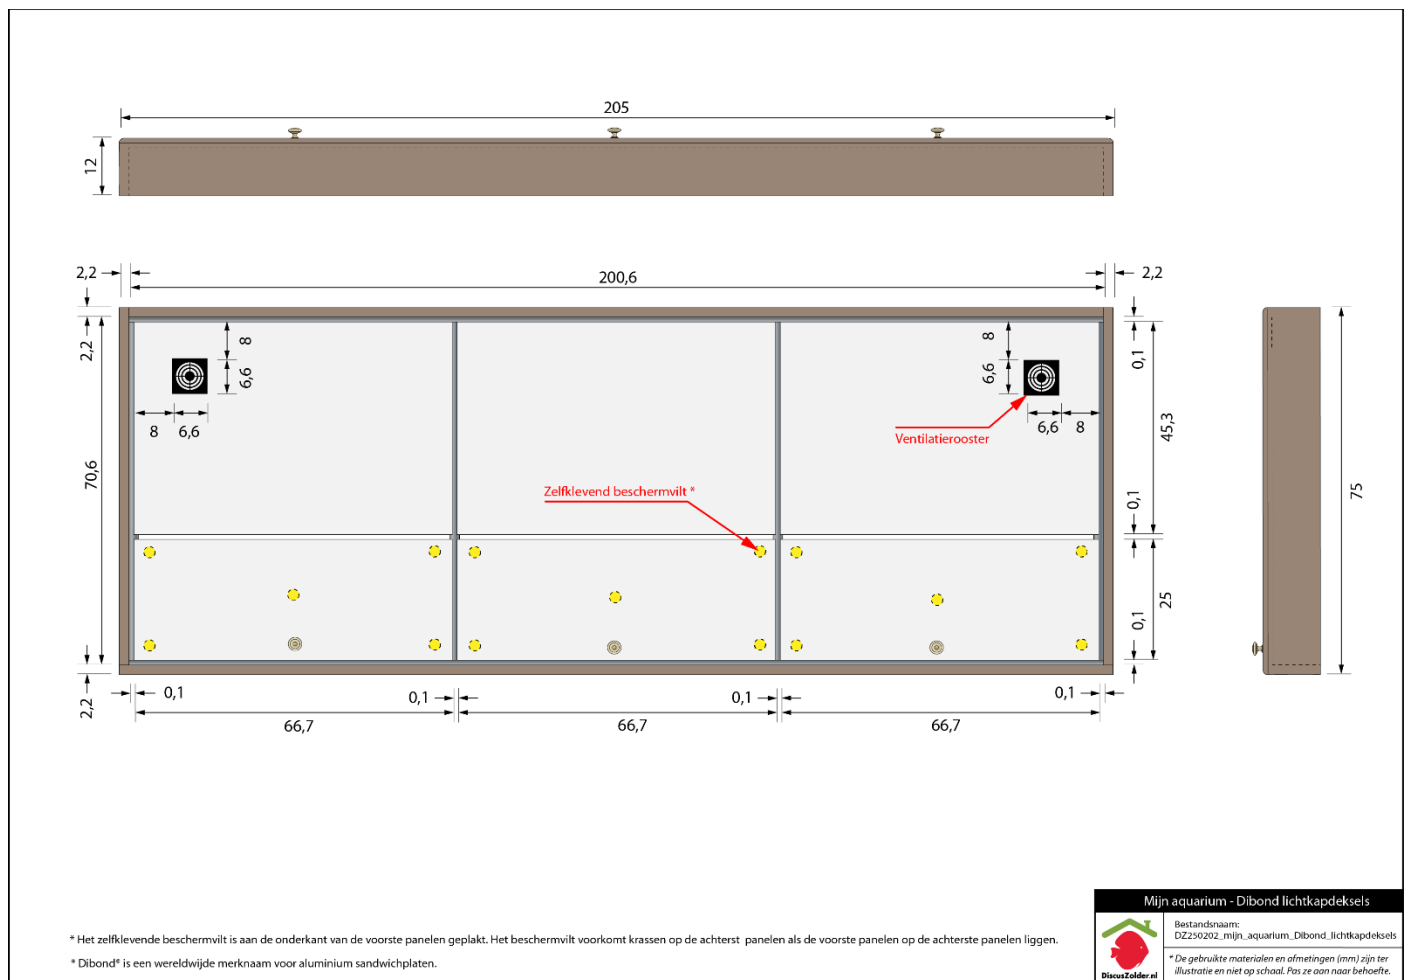 205
12
2,2
200,6
2,2
2,2
8
6,6
8
6,6
8
6,6
6,6
8
Ventilatierooster
0,1
45,3
70,6
75
Zelfklevend beschermvilt *
0,1
25
0,1
2,2
0,1
0,1
0,1
0,1
66,7
66,7
66,7
Mijn aquarium - Dibond lichtkapdeksels
Bestandsnaam:
DZ250202_mijn_aquarium_Dibond_lichtkapdeksels
* De gebruikte materialen en afmetingen (mm) zijn ter
illustratie en niet op schaal. Pas ze aan naar behoefte.
DiscusZolder.nl
* Het zelfklevende beschermvilt is aan de onderkant van de voorste panelen geplakt. Het beschermvilt voorkomt krassen op de achterst panelen als de voorste panelen op de achterste panelen liggen.
* Dibond® is een wereldwijde merknaam voor aluminium sandwichplaten.